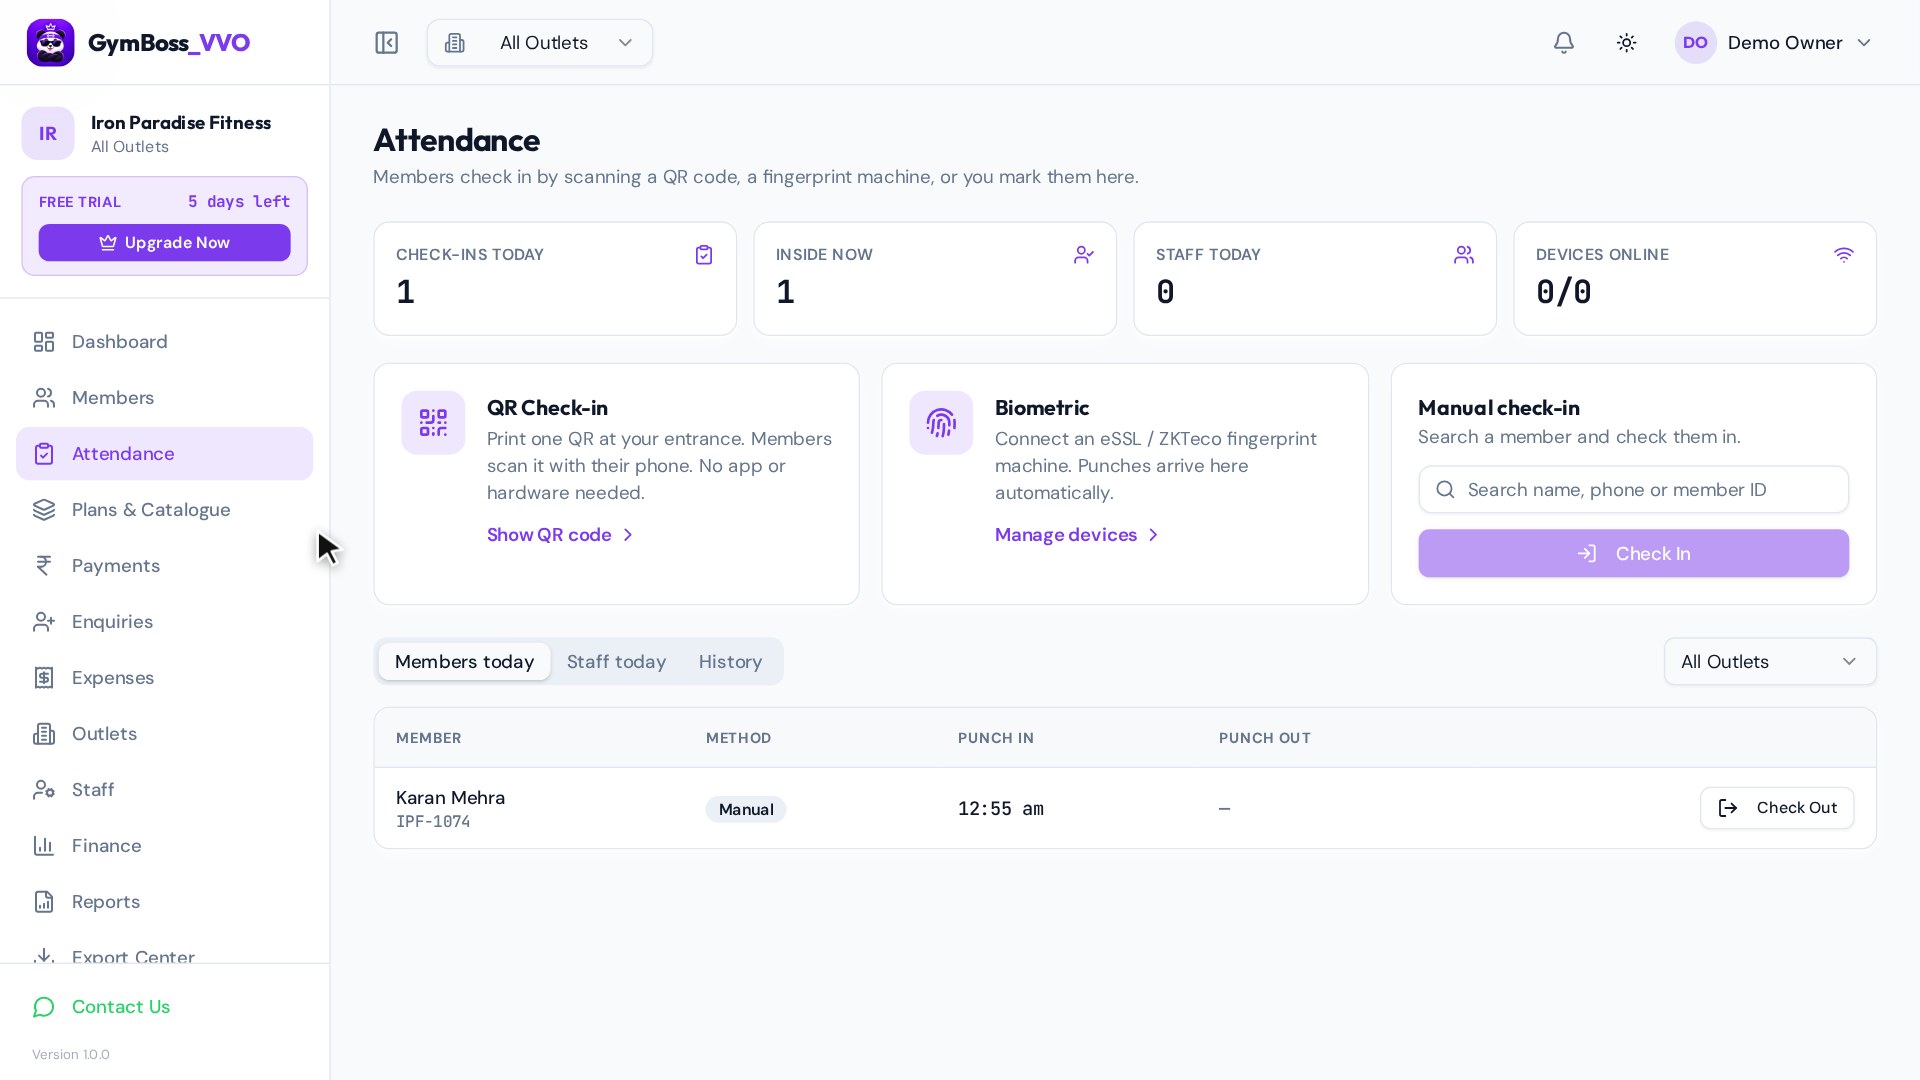 GymBoss_VVO
All Outlets
DO
Demo Owner
IR
Iron Paradise Fitness
All Outlets
FREE TRIAL
5 days left
Upgrade Now
Dashboard
Members
Attendance
Plans & Catalogue
Payments
Enquiries
Expenses
Outlets
Staff
Finance
Reports
Export Center
Contact Us
Version 1.0.0
Attendance
Members check in by scanning a QR code, a fingerprint machine, or you mark them here.
CHECK-INS TODAY
1
INSIDE NOW
1
STAFF TODAY
0
DEVICES ONLINE
0/0
QR Check-in
Print one QR at your entrance. Members
scan it with their phone. No app or
hardware needed.
Show QR code
Biometric
Connect an eSSL / ZKTeco fingerprint
machine. Punches arrive here
automatically.
Manage devices
Manual check-in
Search a member and check them in.
Search name, phone or member ID
Check In
Members today
Staff today
History
All Outlets
MEMBER
METHOD
PUNCH IN
PUNCH OUT
Karan Mehra
IPF-1074
Manual
12:55 am
—
Check Out